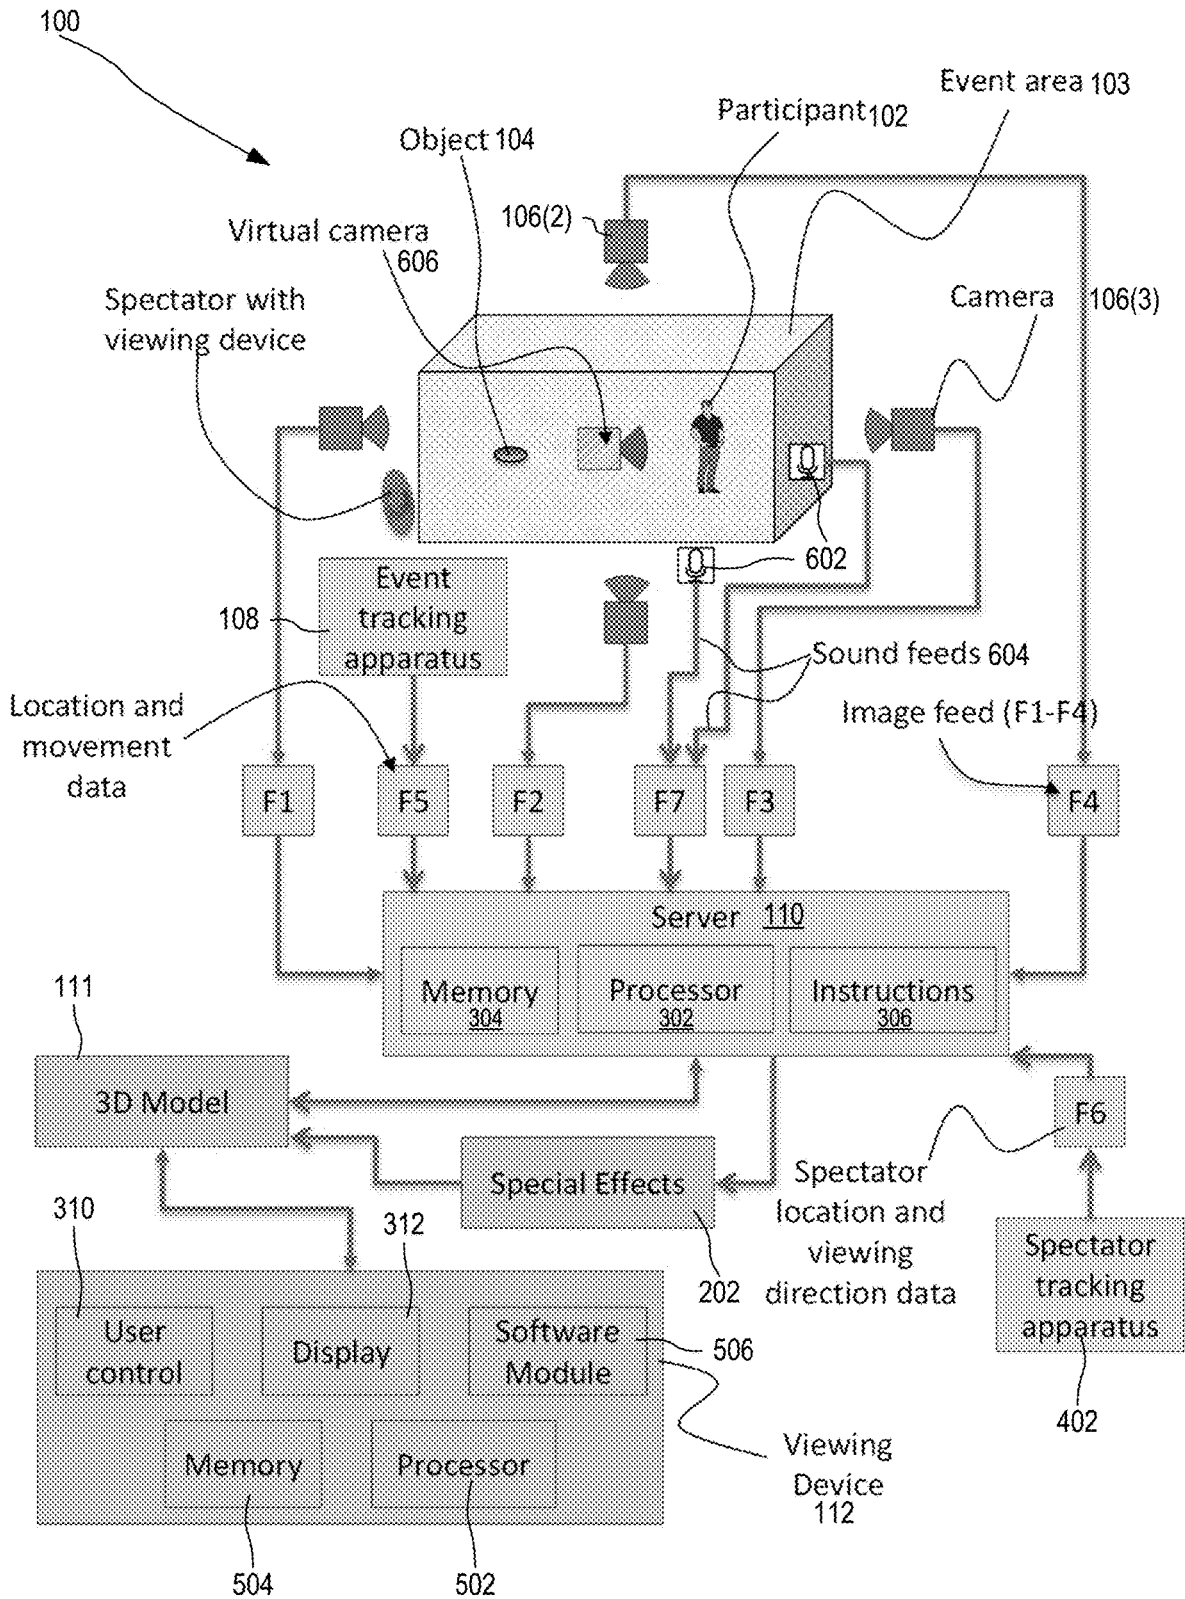 100
Event area 103
Participant 102
Object 104
106(2)
Virtual camera
606
Spectator with
viewing device
Camera
106(3)
602
Event
tracking
apparatus
108
Sound feeds 604
Location and
movement
data
Image feed (F1-F4)
F1
F5
F2
F7
F3
F4
Server 110
Memory
304
Processor
302
Instructions
306
111
3D Model
F6
Special Effects
Spectator
location and
viewing
direction data
310
312
202
Spectator
tracking
apparatus
User
control
Display
Software
Module
506
402
Memory
Processor
Viewing
Device
112
504
502